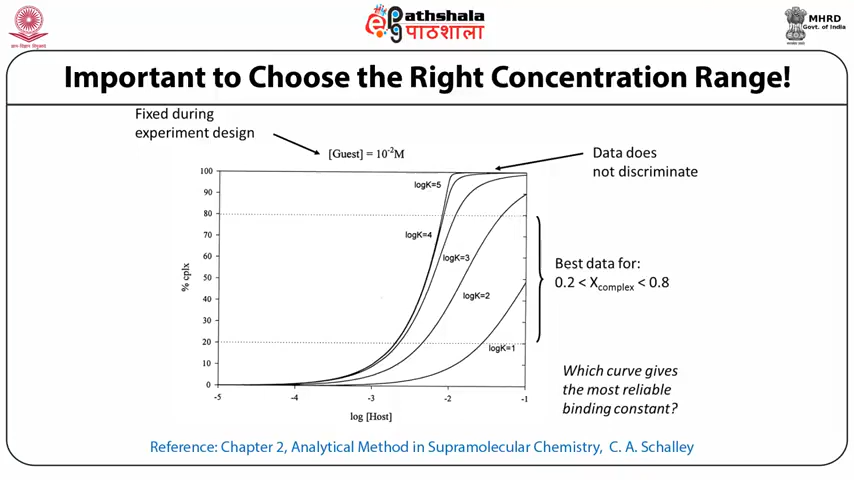 ज्ञान-विज्ञान विमुक्तये
ePathshala
पाठशाला
MHRD
Govt. of India
Important to Choose the Right Concentration Range!
Fixed during
experiment design
[Guest] = 10⁻²M
Data does
not discriminate
100
90
80
70
60
50
40
30
20
10
0
% cplx
logK=5
logK=4
logK=3
logK=2
logK=1
-5
-4
-3
-2
-1
log [Host]
Best data for:
0.2 < Xcomplex < 0.8
Which curve gives
the most reliable
binding constant?
Reference: Chapter 2, Analytical Method in Supramolecular Chemistry, C. A. Schalley